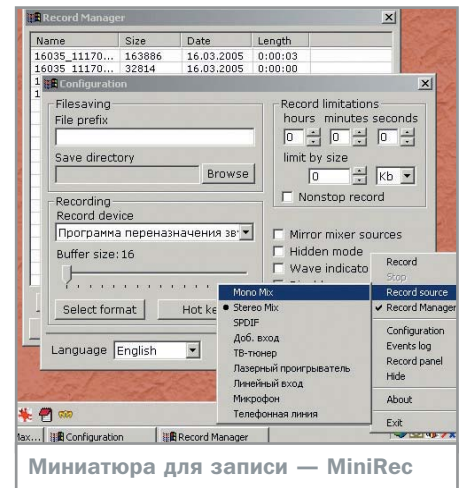 Record Manager
Name Size Date Length
16035_11170... 163886 16.03.2005 0:00:03
16035 11170... 32814 16.03.2005 0:00:00
Configuration
Filesaving
File prefix
Save directory
Browse
Record limitations
hours minutes seconds
0 0 0
limit by size
0 Kb
Nonstop record
Recording
Record device
Программа переназначения зв
Buffer size:16
Select format
Hot ke
Mirror mixer sources
Hidden mode
Wave indicato
Language English
Mono Mix
Stereo Mix
SPDIF
Доб. вход
ТВ-тюнер
Лазерный проигрыватель
Линейный вход
Микрофон
Телефонная линия
Record
Stop
Record source
Record Manager
Configuration
Events log
Record panel
Hide
About
Exit
Max... Configuration Record Manager
Миниатюра для записи — MiniRec